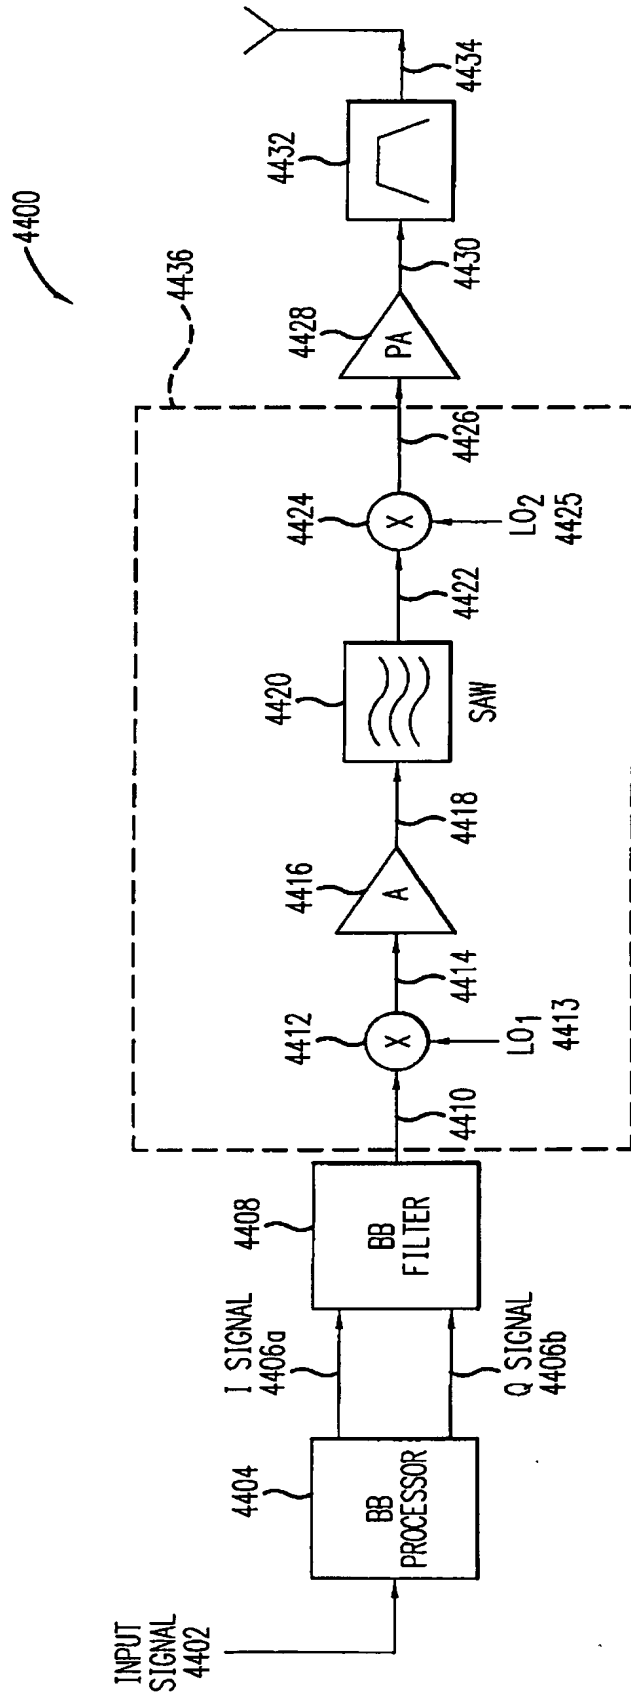 4400
INPUT
SIGNAL
4402
4404
BB
PROCESSOR
I SIGNAL
4406a
Q SIGNAL
4406b
4408
BB
FILTER
4410
4412
X
LO1
4413
4414
4416
A
4418
4420
SAW
4422
4424
X
LO2
4425
4426
4436
4428
PA
4430
4432
4434